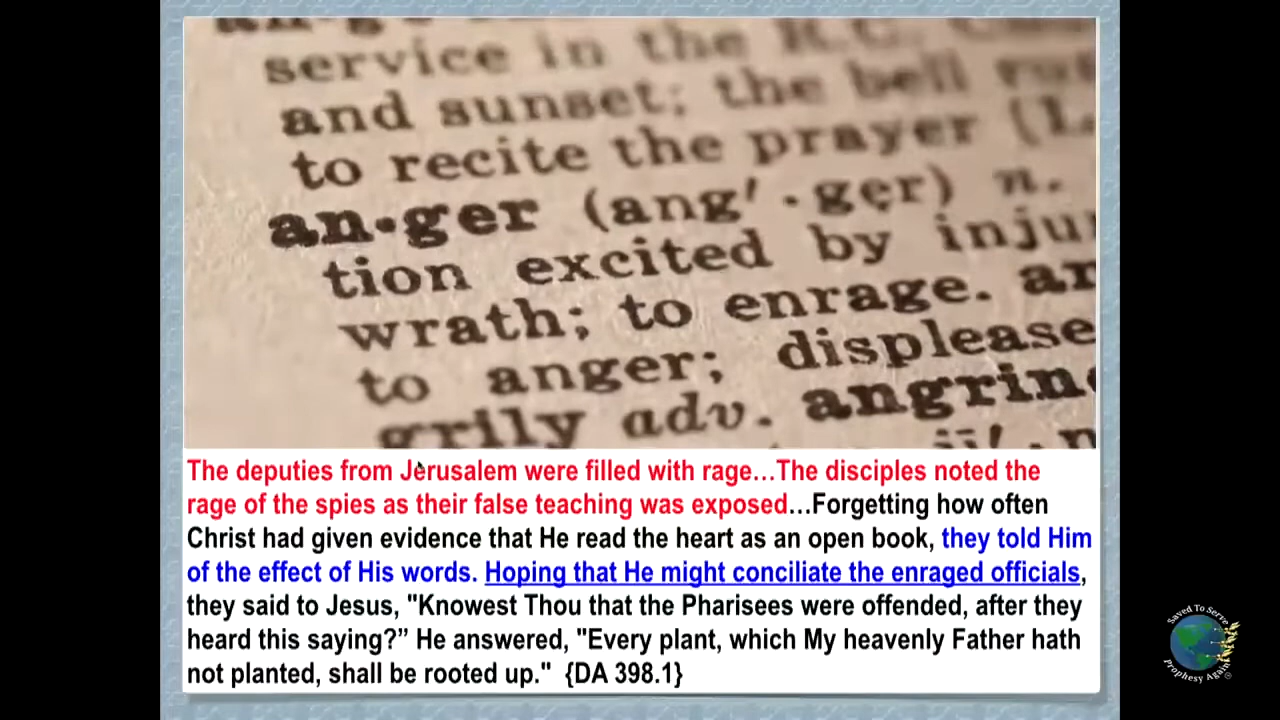 service in the R.C.
and sunset; the bell
to recite the prayer (L.
an•ger (ang′ · gẹr) n.
tion excited by inju
wrath; to enrage. an
to anger; displease
grily adv. angring
The deputies from Jerusalem were filled with rage…The disciples noted the
rage of the spies as their false teaching was exposed…Forgetting how often
Christ had given evidence that He read the heart as an open book, they told Him
of the effect of His words. Hoping that He might conciliate the enraged officials,
they said to Jesus, "Knowest Thou that the Pharisees were offended, after they
heard this saying?” He answered, "Every plant, which My heavenly Father hath
not planted, shall be rooted up." {DA 398.1}
Saved To Serve
Prophesy Again